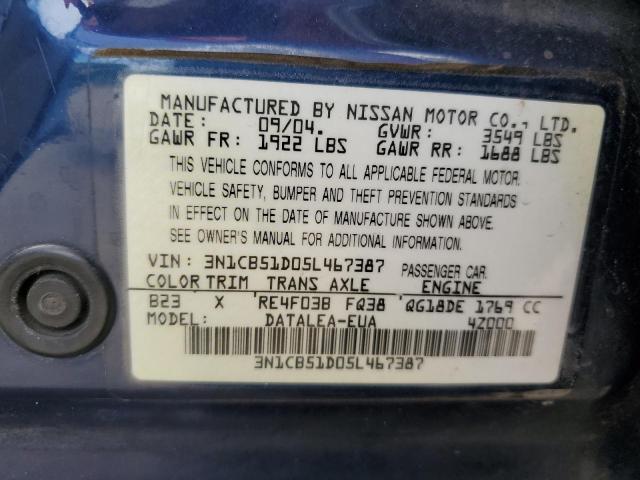 MANUFACTURED BY NISSAN MOTOR CO., LTD.
DATE: 09/04. GVWR: 3549 LBS
GAWR FR: 1922 LBS GAWR RR: 1688 LBS
THIS VEHICLE CONFORMS TO ALL APPLICABLE FEDERAL MOTOR
VEHICLE SAFETY, BUMPER AND THEFT PREVENTION STANDARDS
IN EFFECT ON THE DATE OF MANUFACTURE SHOWN ABOVE.
SEE OWNER'S MANUAL FOR ADDITIONAL INFORMATION.
VIN: 3N1CB51D05L467387 PASSENGER CAR.
COLOR TRIM TRANS AXLE ENGINE
B23 X RE4F03B FQ38 QG18DE 1769 CC
MODEL: DATALEA-EUA 42000
3N1CB51D05L467387